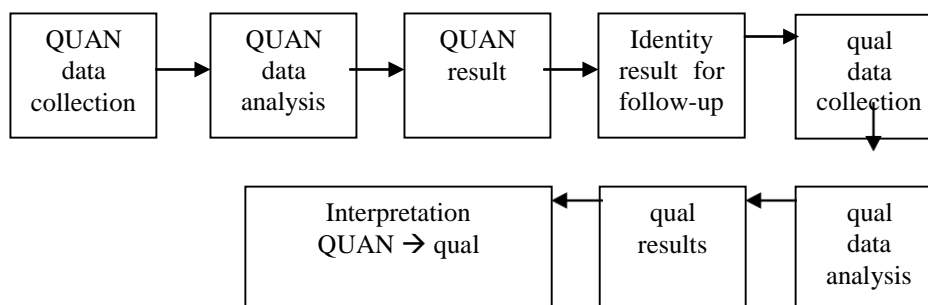 QUAN
data
collection
QUAN
data
analysis
QUAN
result
Identity
result for
follow-up
qual
data
collection
Interpretation
QUAN → qual
qual
results
qual
data
analysis